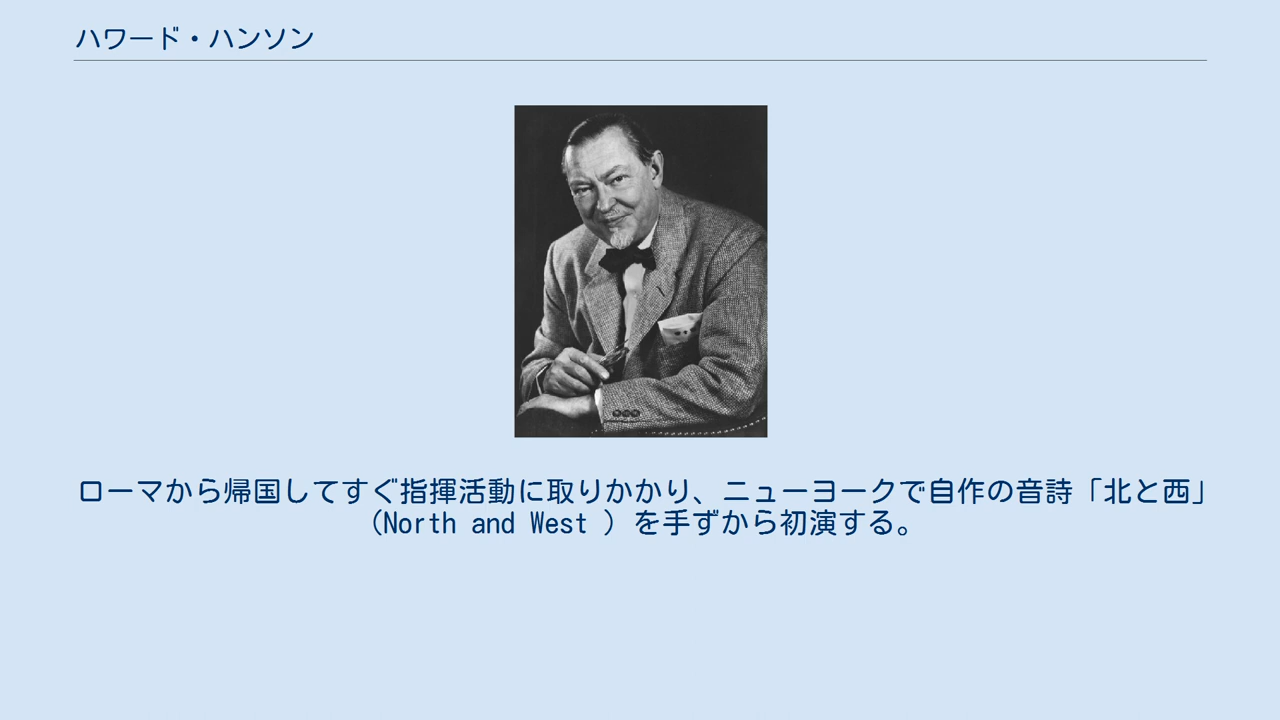 ハワード・ハンソン
ローマから帰国してすぐ指揮活動に取りかかり、ニューヨークで自作の音詩「北と西」
（North and West ）を手ずから初演する。